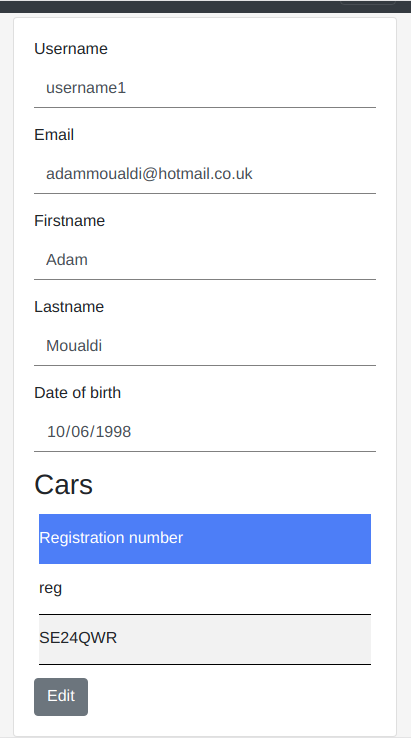 Username
username1
Email
adammoualdi@hotmail.co.uk
Firstname
Adam
Lastname
Moualdi
Date of birth
10/06/1998
Cars
Registration number
reg
SE24QWR
Edit